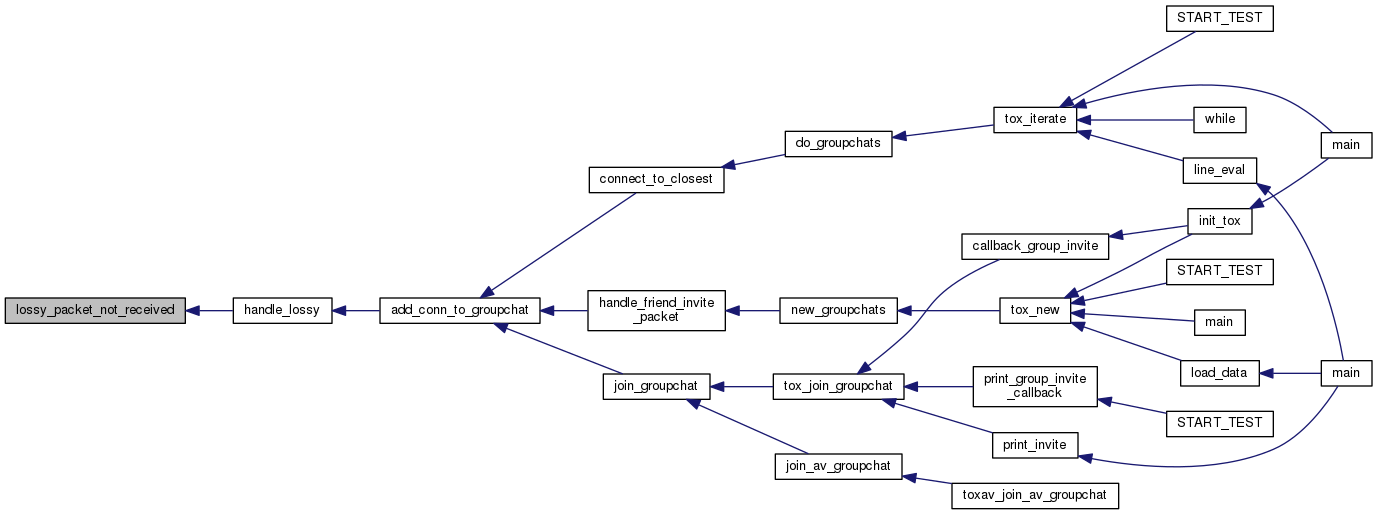 START_TEST
tox_iterate
while
do_groupchats
main
connect_to_closest
line_eval
init_tox
callback_group_invite
START_TEST
lossy_packet_not_received
handle_lossy
add_conn_to_groupchat
handle_friend_invite
_packet
new_groupchats
tox_new
main
load_data
main
join_groupchat
tox_join_groupchat
print_group_invite
_callback
START_TEST
print_invite
join_av_groupchat
toxav_join_av_groupchat